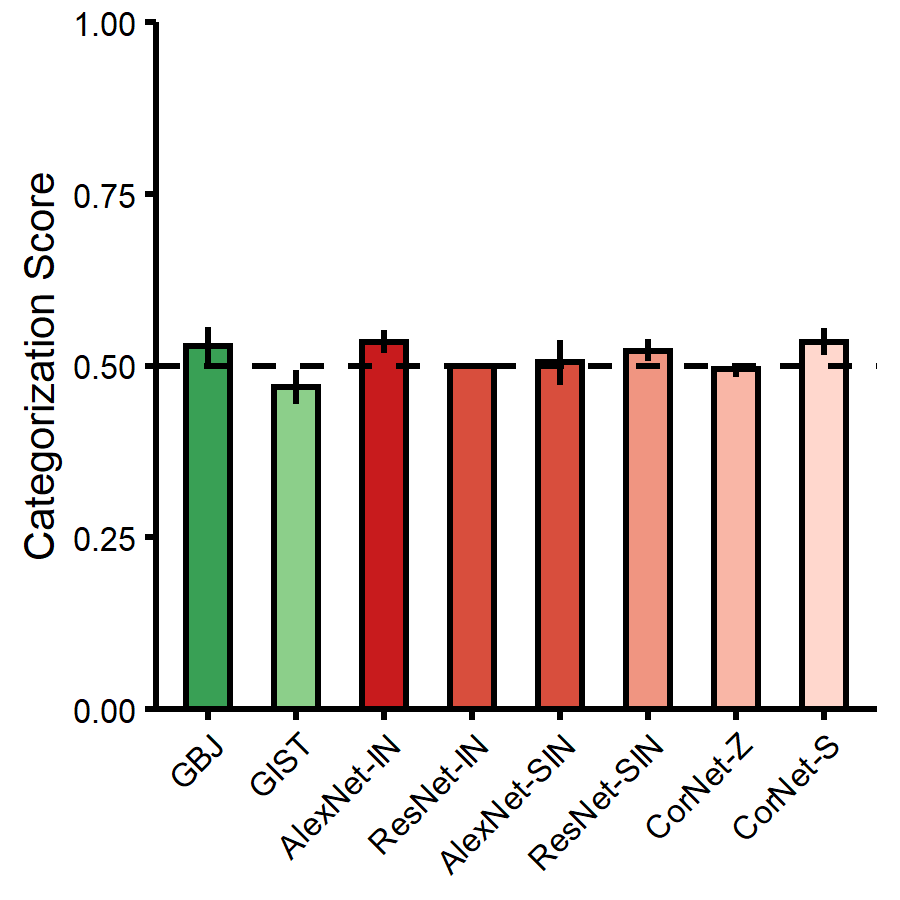 1.00
0.75
0.50
0.25
0.00
Categorization Score
GBJ
GIST
AlexNet-IN
ResNet-IN
AlexNet-SIN
ResNet-SIN
CorNet-Z
CorNet-S